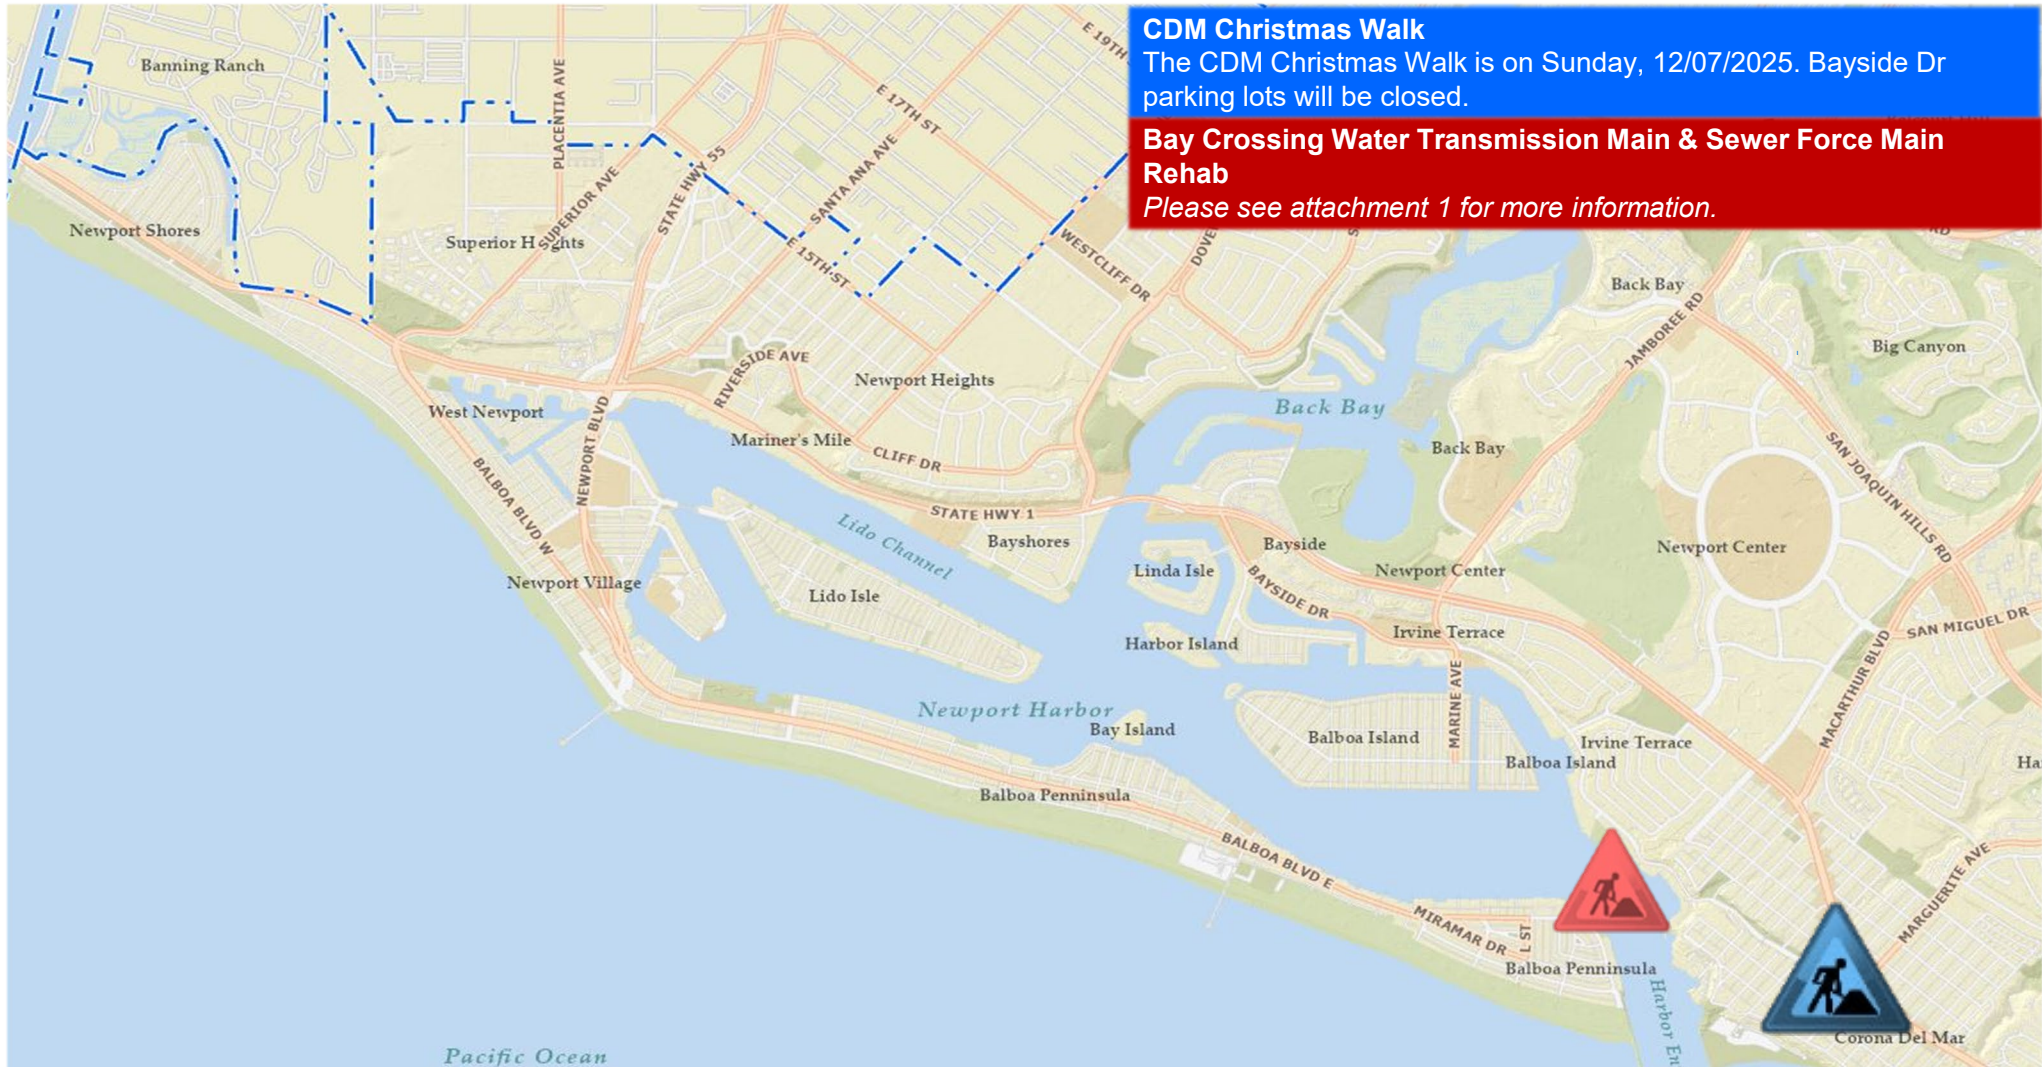 CDM Christmas Walk
The CDM Christmas Walk is on Sunday, 12/07/2025. Bayside Dr
parking lots will be closed.
Bay Crossing Water Transmission Main & Sewer Force Main
Rehab
Please see attachment 1 for more information.
E 19TH
Banning Ranch
PLACENTIA AVE
E 17TH ST
STATE HWY 55
SANTA ANA AVE
SUPERIOR AVE
Newport Shores
Superior H ghts
E 15TH ST
WESTCLIFF DR
DOVE
RD
Back Bay
JAMBOREE RD
Big Canyon
RIVERSIDE AVE
Newport Heights
West Newport
Back Bay
NEWPORT BLVD
Mariner's Mile
CLIFF DR
Back Bay
SAN JOAQUIN HILLS RD
BALBOA BLVD W
STATE HWY 1
Lido Channel
Bayshores
Bayside
Newport Center
Linda Isle
Newport Center
Newport Village
Lido Isle
BAYSIDE DR
Harbor Island
Irvine Terrace
SAN MIGUEL DR
MARINE AVE
MACARTHUR BLVD
Newport Harbor
Bay Island
Balboa Island
Irvine Terrace
Balboa Island
Ha
Balboa Penninsula
BALBOA BLVD E
MARGUERITE AVE
MIRAMAR DR
L ST
Balboa Penninsula
Harbor En
Corona Del Mar
Pacific Ocean